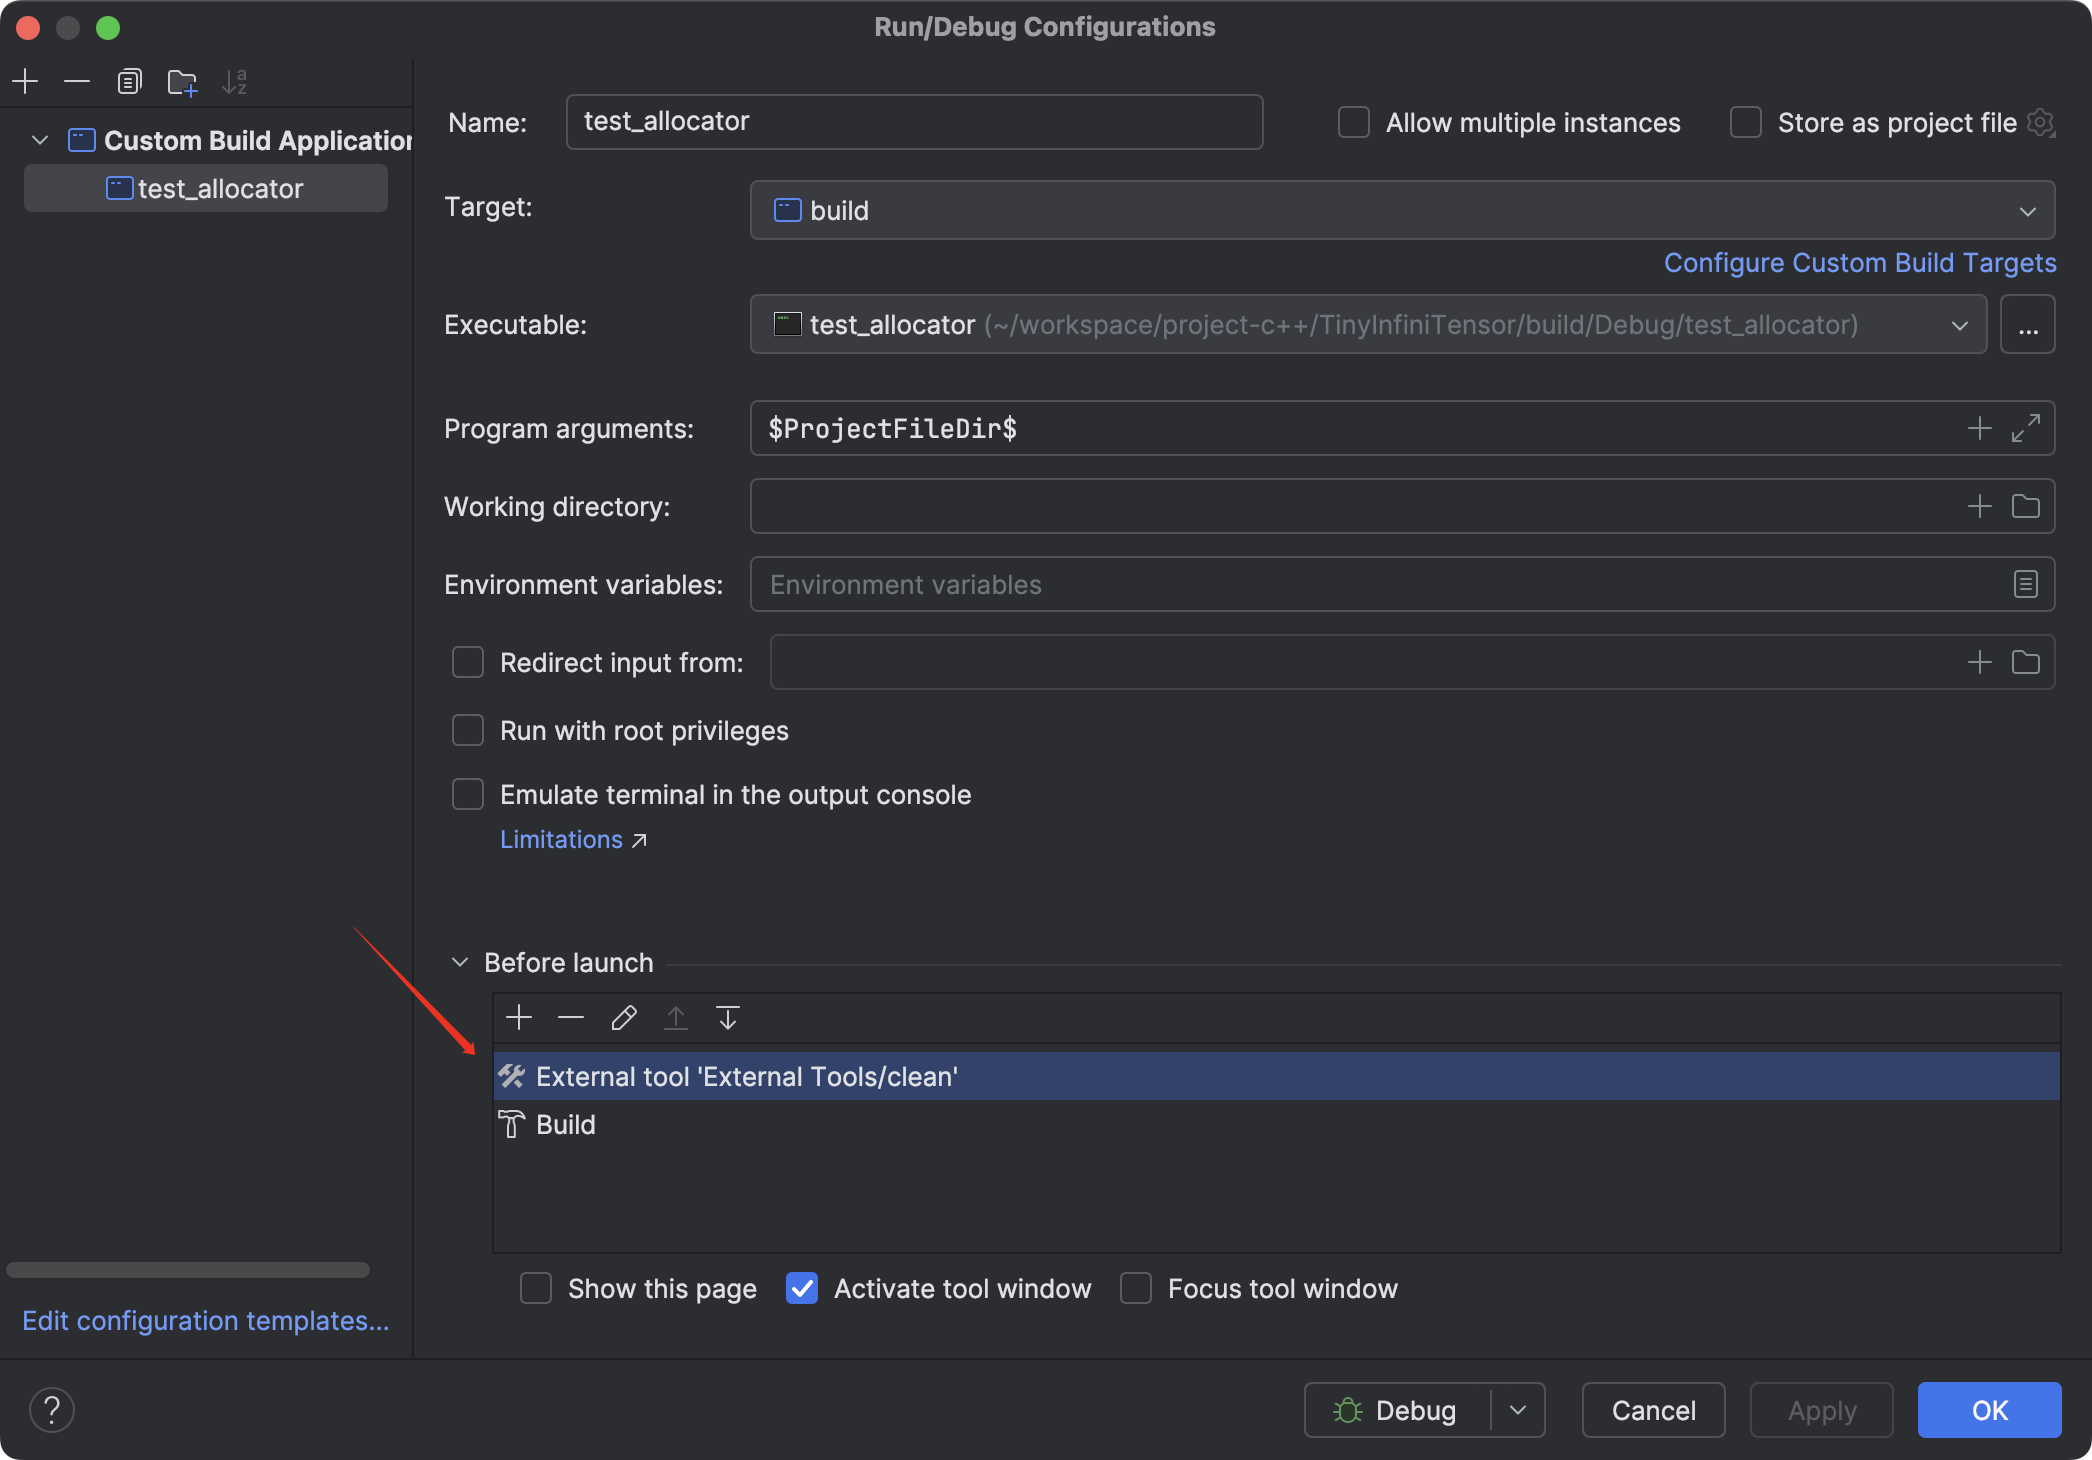 Run/Debug Configurations
Custom Build Application
test_allocator
Name:
test_allocator
Allow multiple instances
Store as project file
Target:
build
Configure Custom Build Targets
Executable:
test_allocator (~/workspace/project-c++/TinyInfiniTensor/build/Debug/test_allocator)
...
Program arguments:
$ProjectFileDir$
Working directory:
Environment variables:
Environment variables
Redirect input from:
Run with root privileges
Emulate terminal in the output console
Limitations ↗
Before launch
External tool 'External Tools/clean'
Build
Show this page
Activate tool window
Focus tool window
Edit configuration templates...
?
Debug
Cancel
Apply
OK